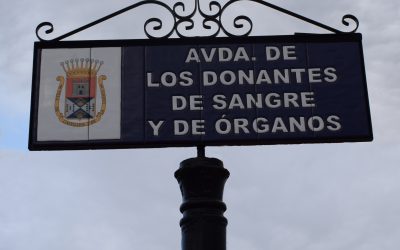 AVDA. DE
LOS DONANTES
DE SANGRE
Y DE ÓRGANOS